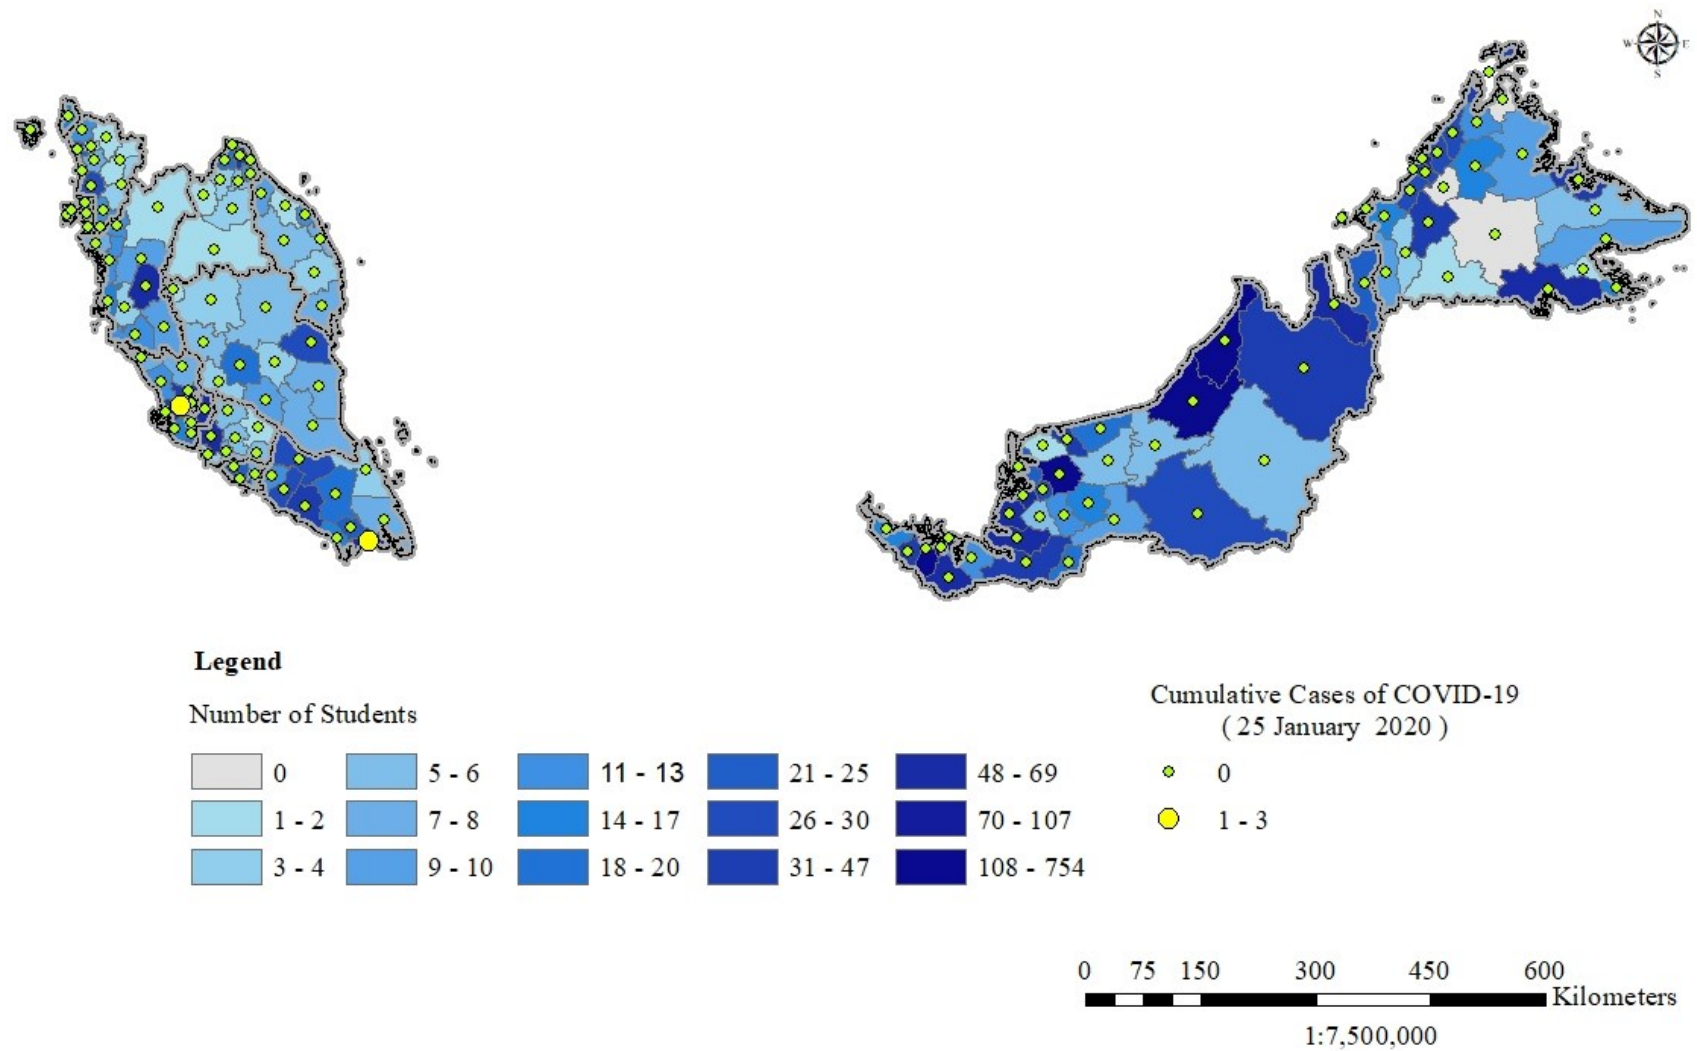 N
W E
S
Legend
Number of Students
0
5 - 6
11 - 13
21 - 25
48 - 69
1 - 2
7 - 8
14 - 17
26 - 30
70 - 107
3 - 4
9 - 10
18 - 20
31 - 47
108 - 754
Cumulative Cases of COVID-19
( 25 January 2020 )
0
1 - 3
0 75 150 300 450 600
Kilometers
1:7,500,000